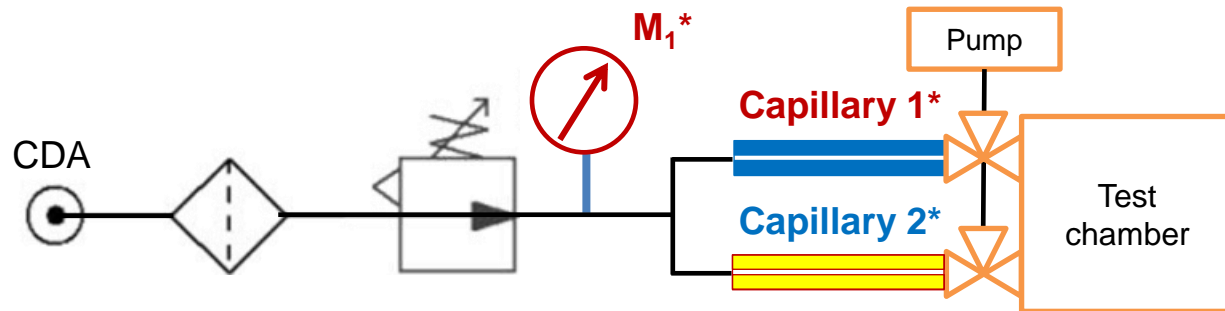 M₁*
Pump
Capillary 1*
CDA
Test
chamber
Capillary 2*